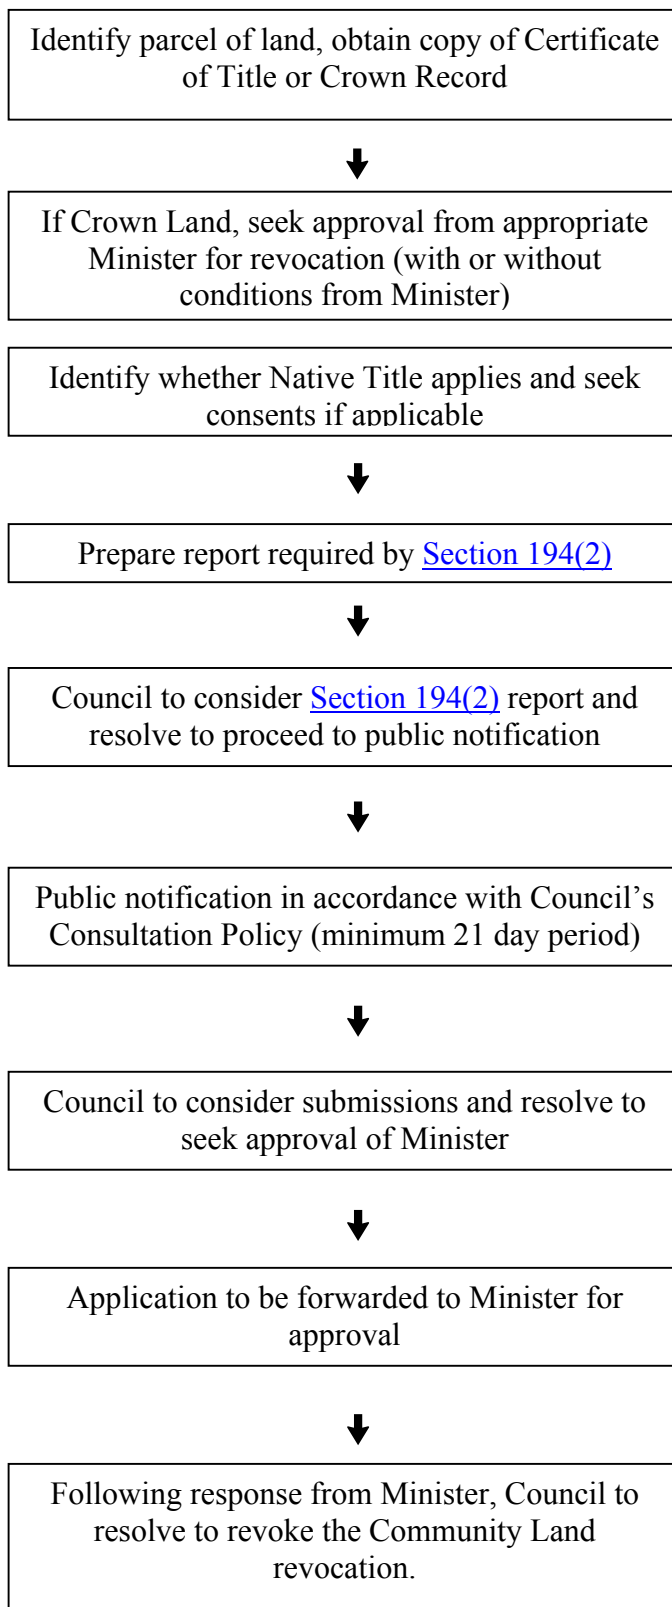 Identify parcel of land, obtain copy of Certificate
of Title or Crown Record
If Crown Land, seek approval from appropriate
Minister for revocation (with or without
conditions from Minister)
Identify whether Native Title applies and seek
consents if applicable
Prepare report required by Section 194(2)
Council to consider Section 194(2) report and
resolve to proceed to public notification
Public notification in accordance with Council’s
Consultation Policy (minimum 21 day period)
Council to consider submissions and resolve to
seek approval of Minister
Application to be forwarded to Minister for
approval
Following response from Minister, Council to
resolve to revoke the Community Land
revocation.